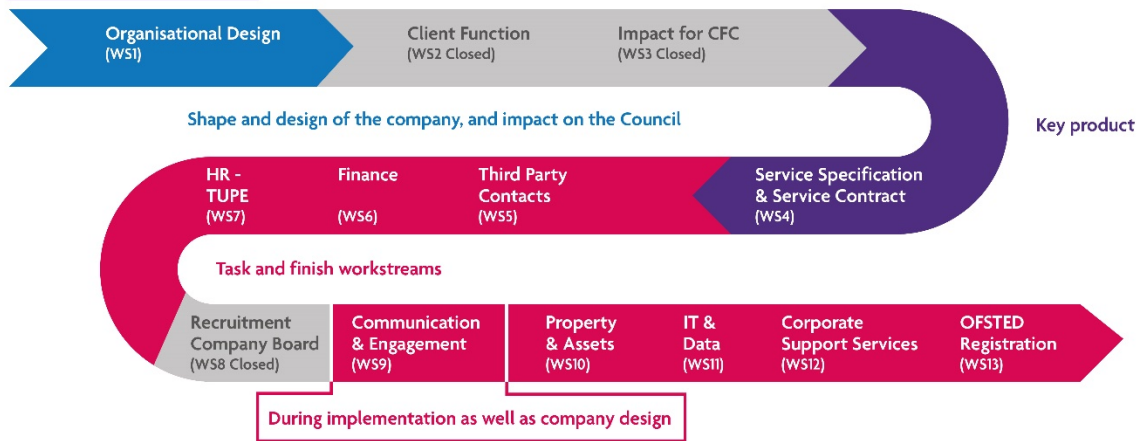 Organisational Design
(WS1)
Client Function
(WS2 Closed)
Impact for CFC
(WS3 Closed)
Shape and design of the company, and impact on the Council
Key product
HR -
TUPE
(WS7)
Finance
(WS6)
Third Party
Contacts
(WS5)
Service Specification
& Service Contract
(WS4)
Task and finish workstreams
Recruitment
Company Board
(WS8 Closed)
Communication
& Engagement
(WS9)
Property
& Assets
(WS10)
IT &
Data
(WS11)
Corporate
Support Services
(WS12)
OFSTED
Registration
(WS13)
During implementation as well as company design